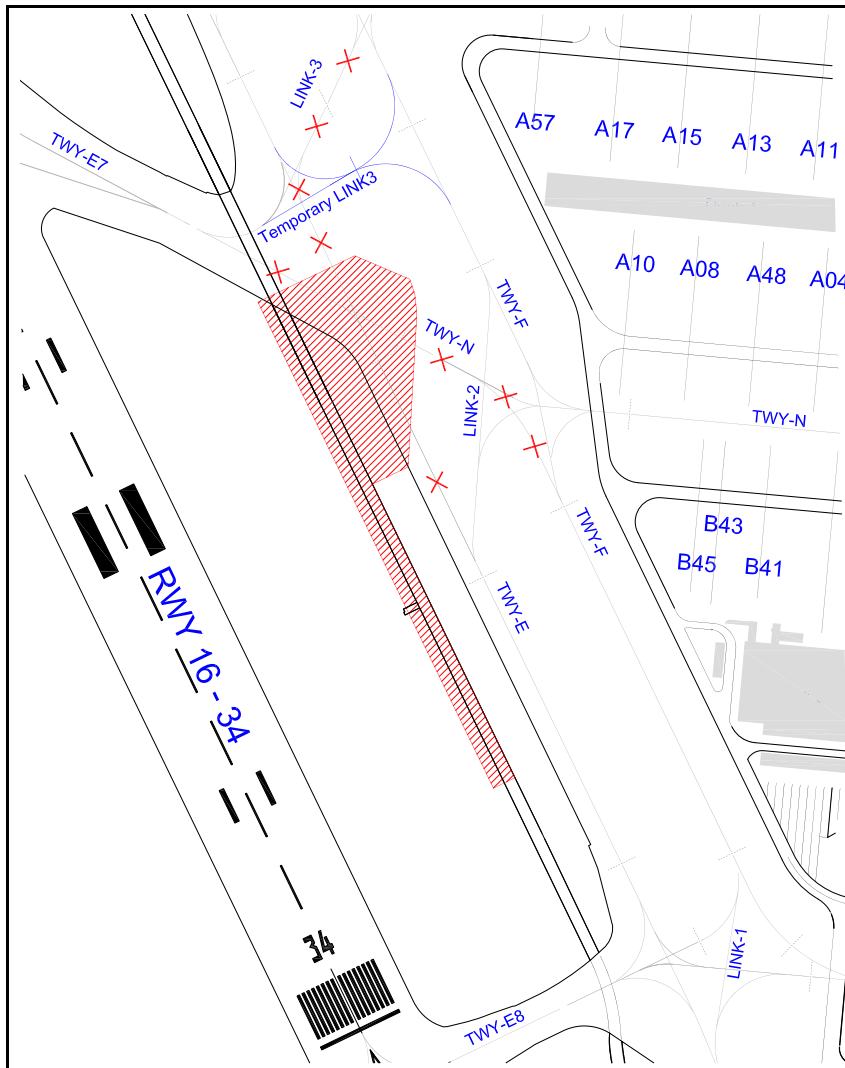 LINK-3
A57
A17
A15
A13
A11
TWY-E7
Temporary LINK3
A10
A08
A48
A04
TWY-F
TWY-N
LINK-2
TWY-N
B43
TWY-F
B45
B41
RWY 16 - 34
TWY-E
34
LINK-1
TWY-E8